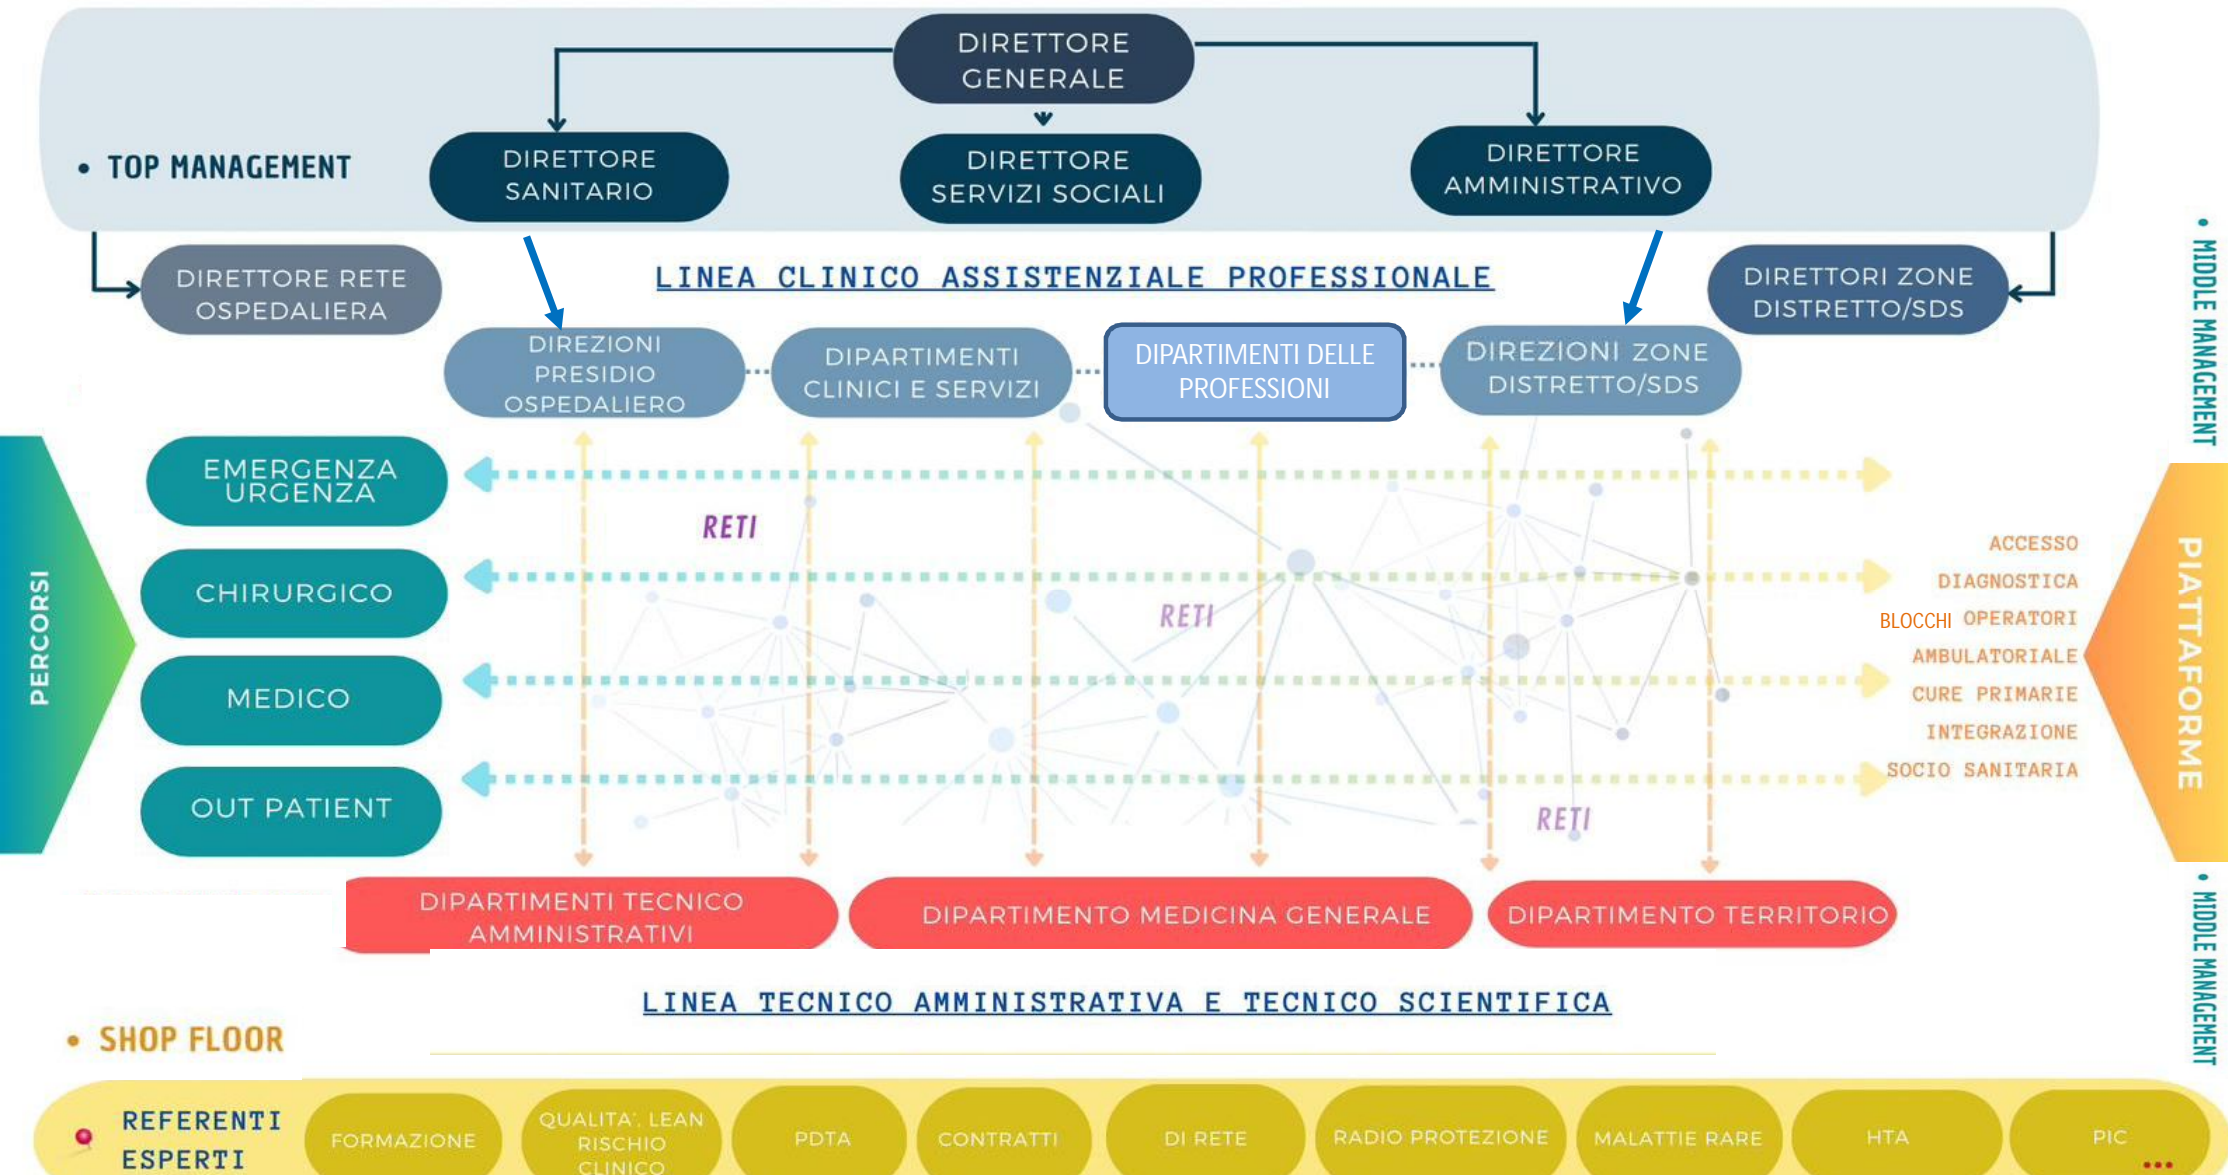 DIRETTORE
GENERALE
• TOP MANAGEMENT
DIRETTORE
SANITARIO
DIRETTORE
SERVIZI SOCIALI
DIRETTORE
AMMINISTRATIVO
DIRETTORE RETE
OSPEDALIERA
LINEA CLINICO ASSISTENZIALE PROFESSIONALE
DIRETTORI ZONE
DISTRETTO/SDS
• MIDDLE MANAGEMENT
DIREZIONI
PRESIDIO
OSPEDALIERO
DIPARTIMENTI
CLINICI E SERVIZI
DIPARTIMENTI DELLE
PROFESSIONI
DIREZIONI ZONE
DISTRETTO/SDS
PERCORSI
EMERGENZA
URGENZA
CHIRURGICO
MEDICO
OUT PATIENT
RETI
RETI
RETI
ACCESSO
DIAGNOSTICA
BLOCCHI OPERATORI
AMBULATORIALE
CURE PRIMARIE
INTEGRAZIONE
SOCIO SANITARIA
PIATTAFORME
DIPARTIMENTI TECNICO
AMMINISTRATIVI
DIPARTIMENTO MEDICINA GENERALE
DIPARTIMENTO TERRITORIO
• MIDDLE MANAGEMENT
LINEA TECNICO AMMINISTRATIVA E TECNICO SCIENTIFICA
• SHOP FLOOR
REFERENTI
ESPERTI
FORMAZIONE
QUALITA', LEAN
RISCHIO
CLINICO
PDTA
CONTRATTI
DI RETE
RADIO PROTEZIONE
MALATTIE RARE
HTA
PIC
...